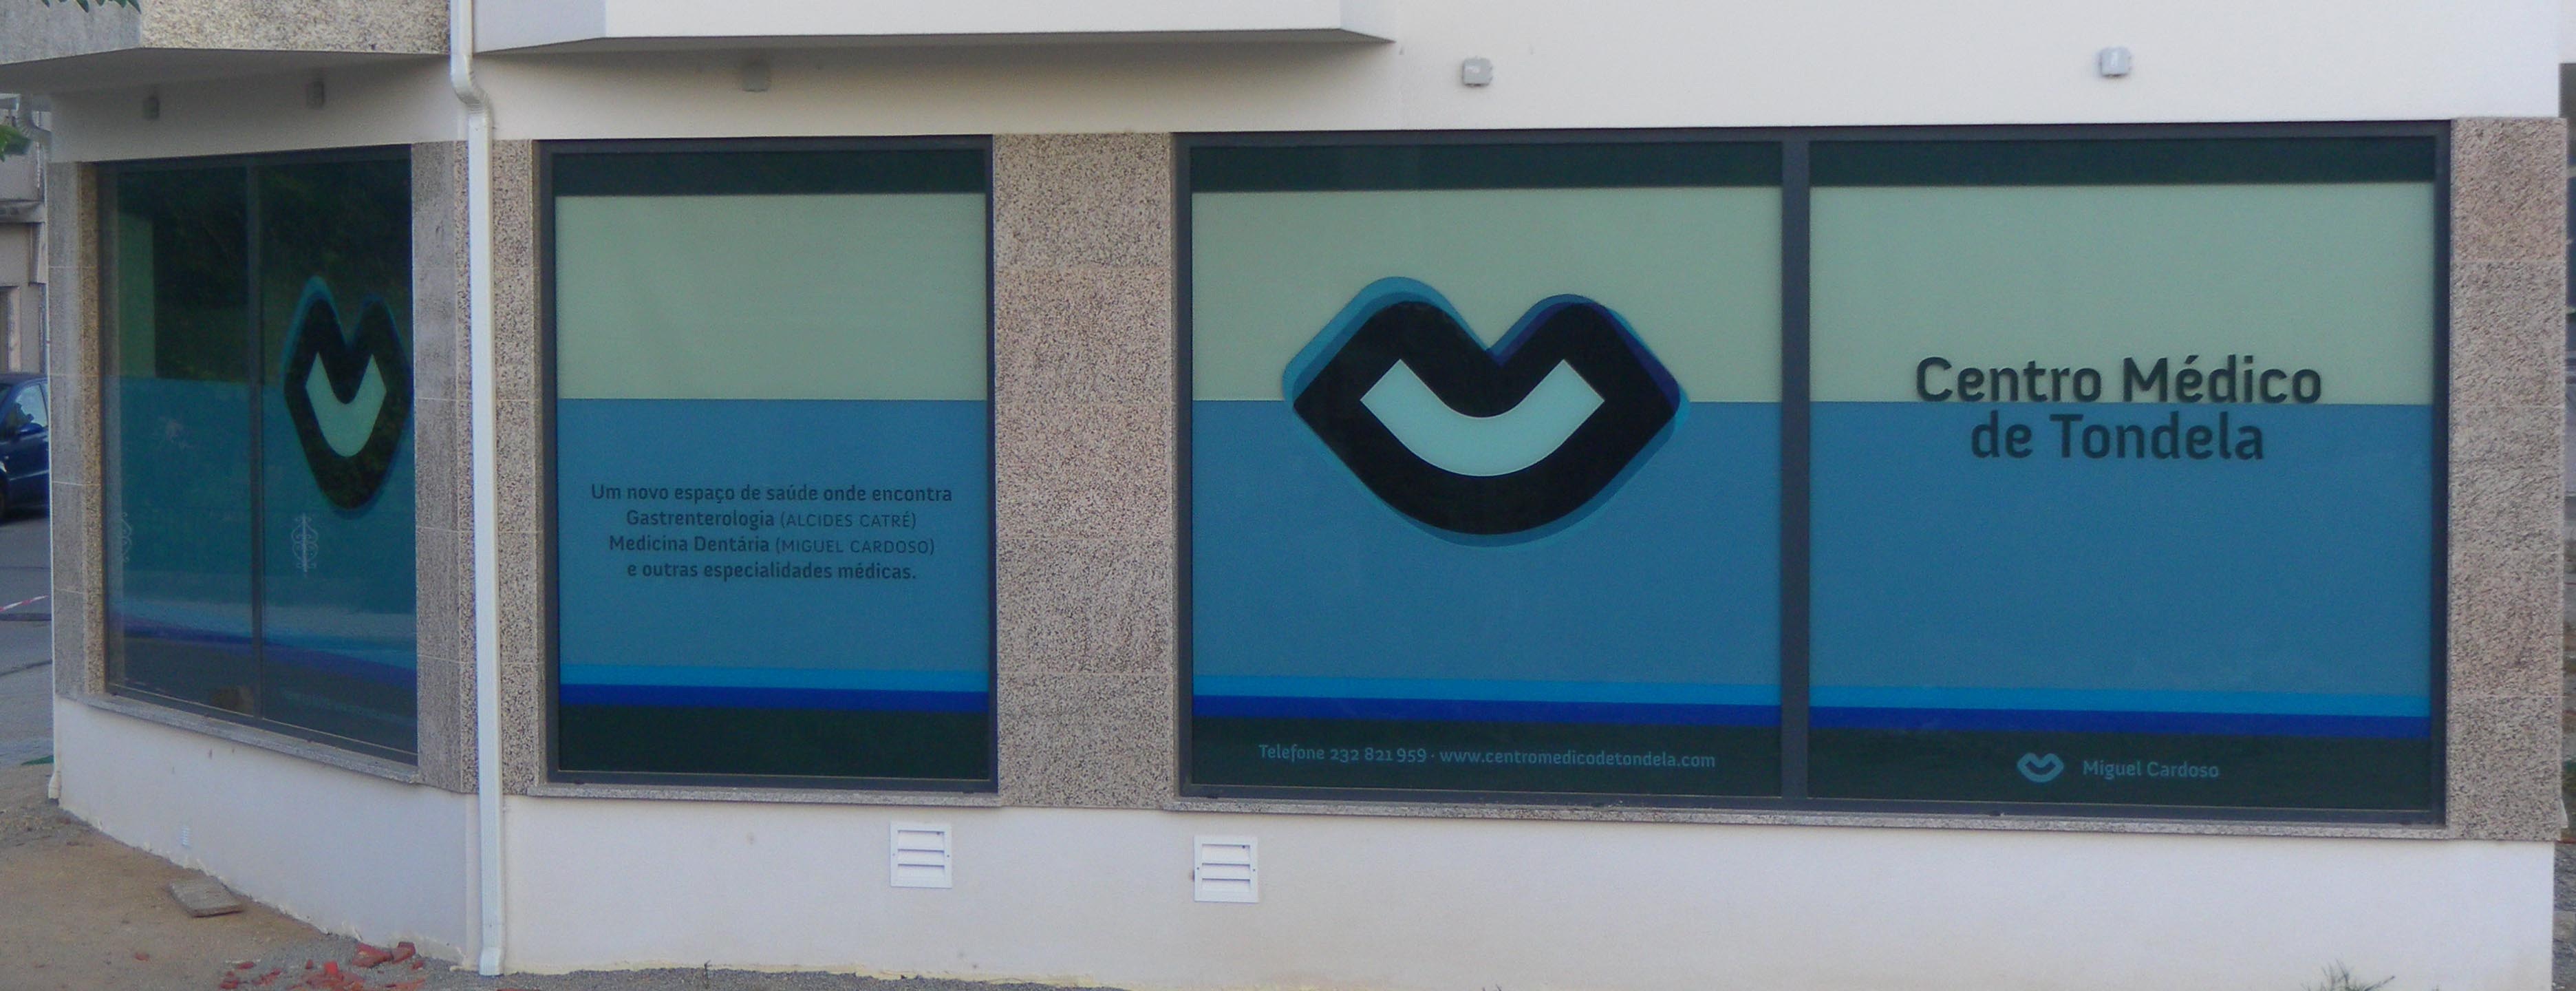 Um novo espaço de saúde onde encontra
Gastrenterologia (ALCIDES CATRÉ)
Medicina Dentária (MIGUEL CARDOSO)
e outras especialidades médicas.
Centro Médico
de Tondela
Telefone 232 821 959 · www.centromedicodetondela.com
Miguel Cardoso